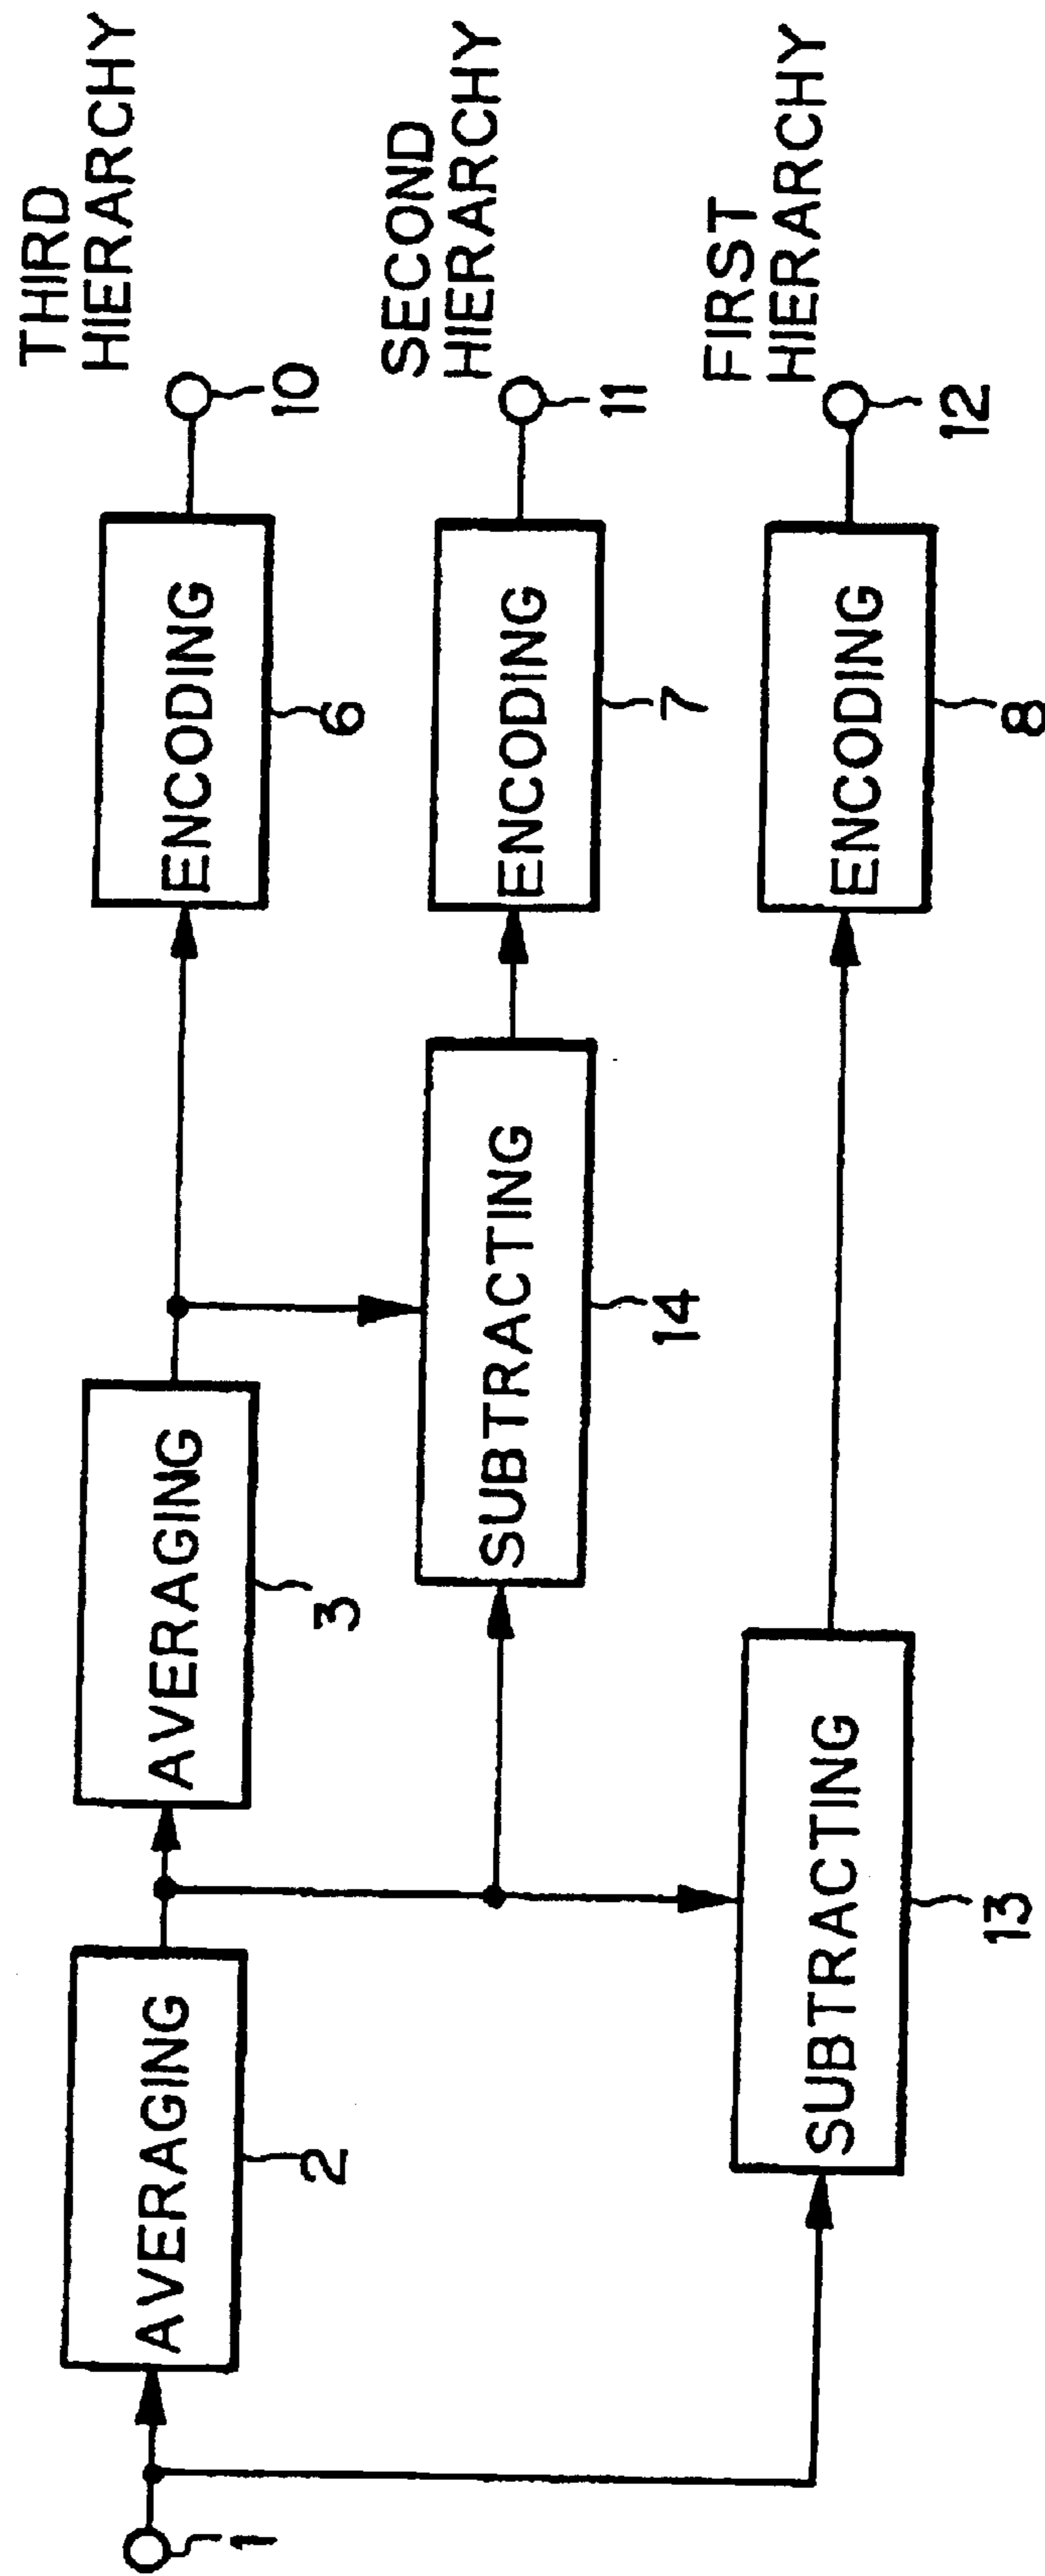 THIRD
HIERARCHY
10
ENCODING
6
AVERAGING
3
AVERAGING
2
1
SECOND
HIERARCHY
11
ENCODING
7
SUBTRACTING
14
FIRST
HIERARCHY
12
ENCODING
8
SUBTRACTING
13